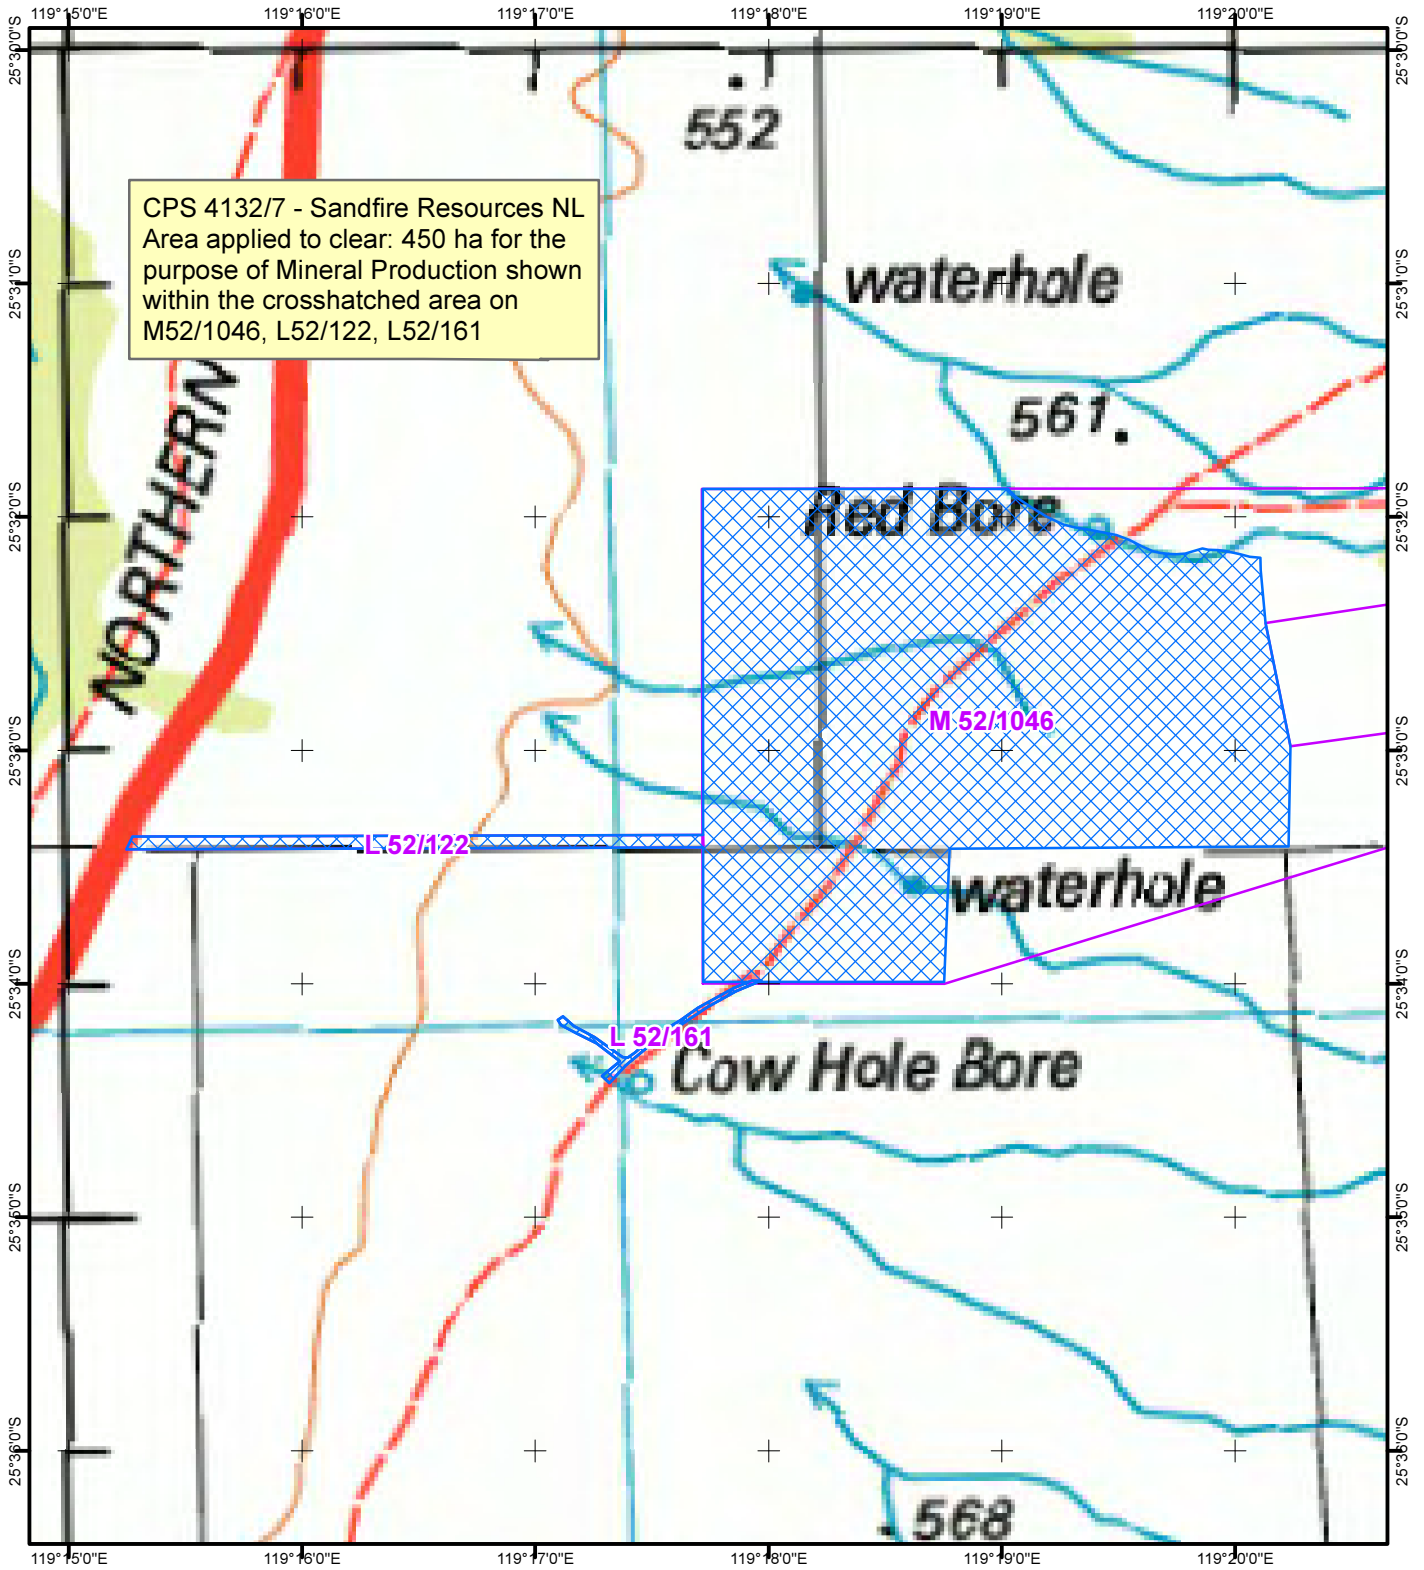 119°15'0"E 119°16'0"E 119°17'0"E 119°18'0"E 119°19'0"E 119°20'0"E
25°30'0"S 25°30'0"S
552
CPS 4132/7 - Sandfire Resources NL
Area applied to clear: 450 ha for the
purpose of Mineral Production shown
within the crosshatched area on
M52/1046, L52/122, L52/161
25°31'0"S waterhole 25°31'0"S
561
NORTHERN
25°32'0"S Red Bore 25°32'0"S
M 52/1046
25°33'0"S 25°33'0"S
L 52/122
waterhole
25°34'0"S 25°34'0"S
L 52/161
Cow Hole Bore
25°35'0"S 25°35'0"S
25°36'0"S 25°36'0"S
568
119°15'0"E 119°16'0"E 119°17'0"E 119°18'0"E 119°19'0"E 119°20'0"E